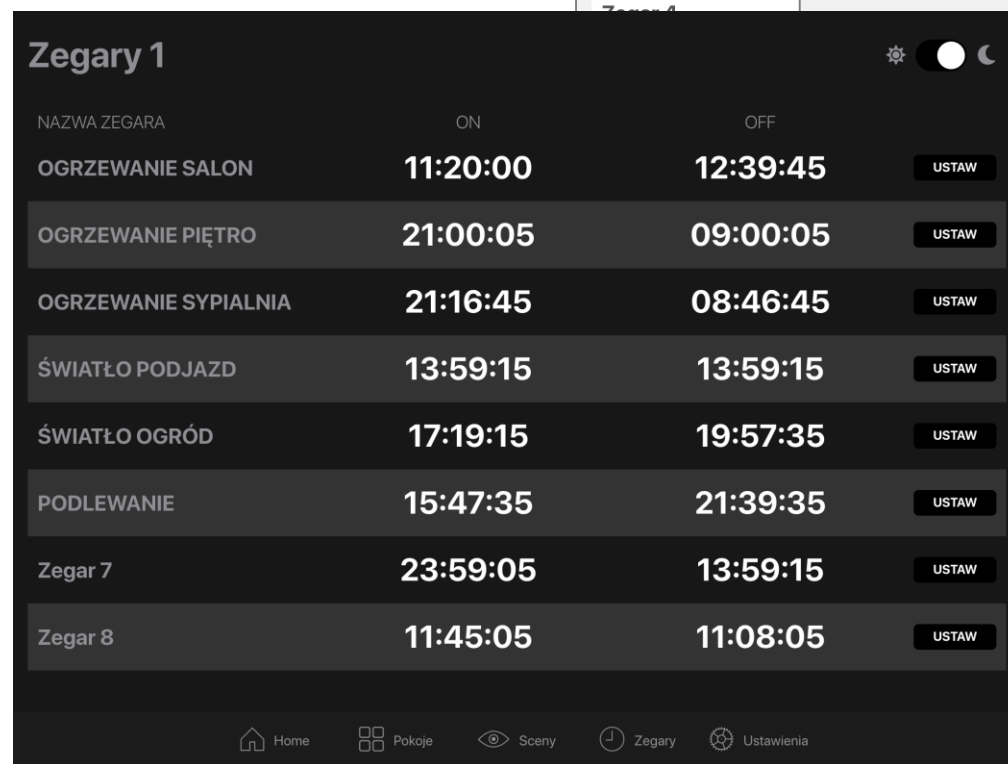 Zegar 4
Zegary 1
NAZWA ZEGARA ON OFF
OGRZEWANIE SALON 11:20:00 12:39:45 USTAW
OGRZEWANIE PIĘTRO 21:00:05 09:00:05 USTAW
OGRZEWANIE SYPIALNIA 21:16:45 08:46:45 USTAW
ŚWIATŁO PODJAZD 13:59:15 13:59:15 USTAW
ŚWIATŁO OGRÓD 17:19:15 19:57:35 USTAW
PODLEWANIE 15:47:35 21:39:35 USTAW
Zegar 7 23:59:05 13:59:15 USTAW
Zegar 8 11:45:05 11:08:05 USTAW
Home Pokoje Sceny Zegary Ustawienia